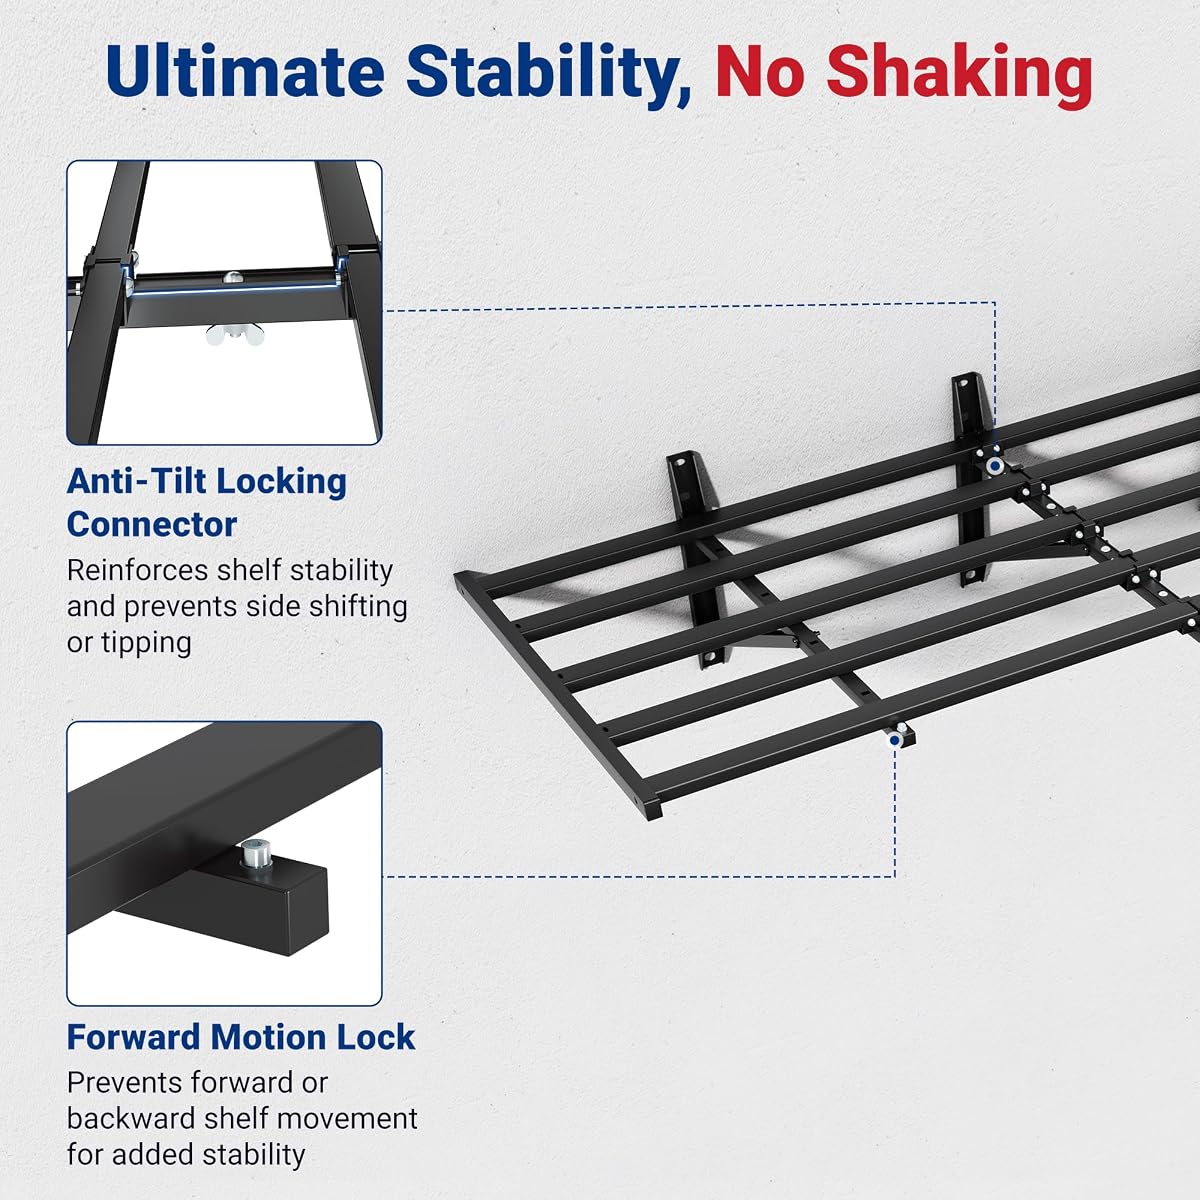 Ultimate Stability, No Shaking
Anti-Tilt Locking
Connector
Reinforces shelf stability
and prevents side shifting
or tipping
Forward Motion Lock
Prevents forward or
backward shelf movement
for added stability